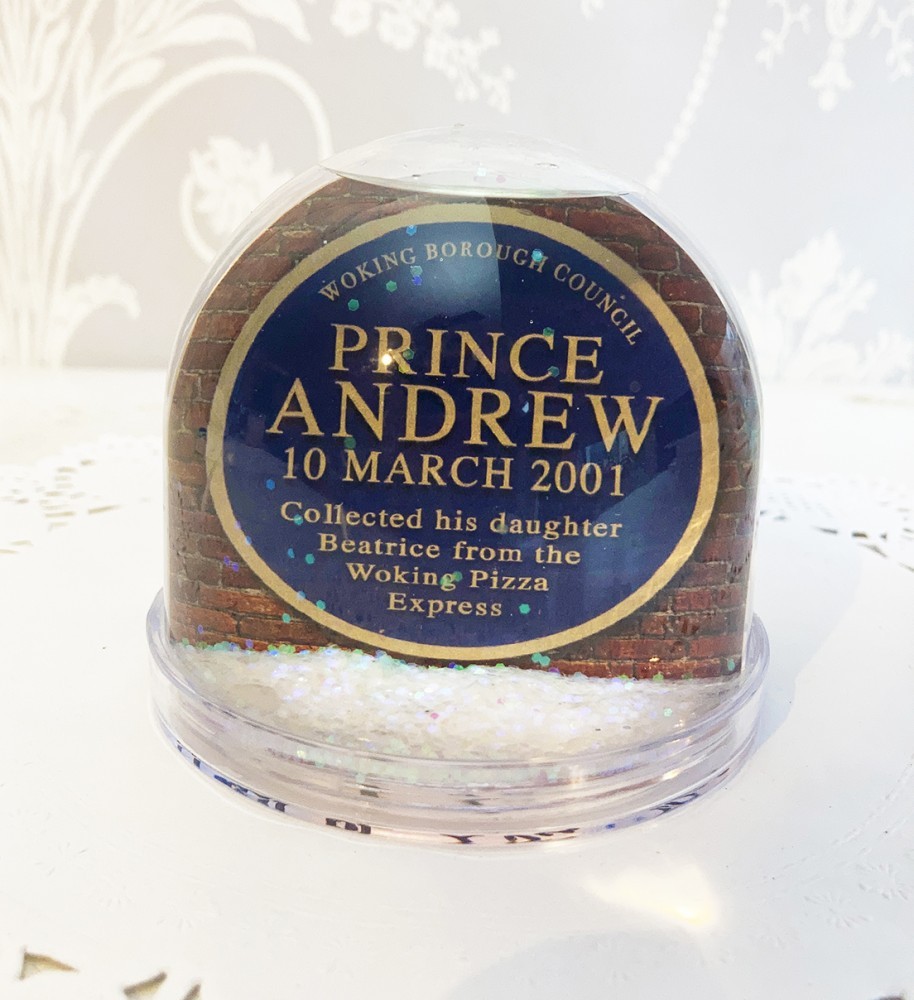 WOKING BOROUGH COUNCIL
PRINCE
ANDREW
10 MARCH 2001
Collected his daughter
Beatrice from the
Woking Pizza
Express